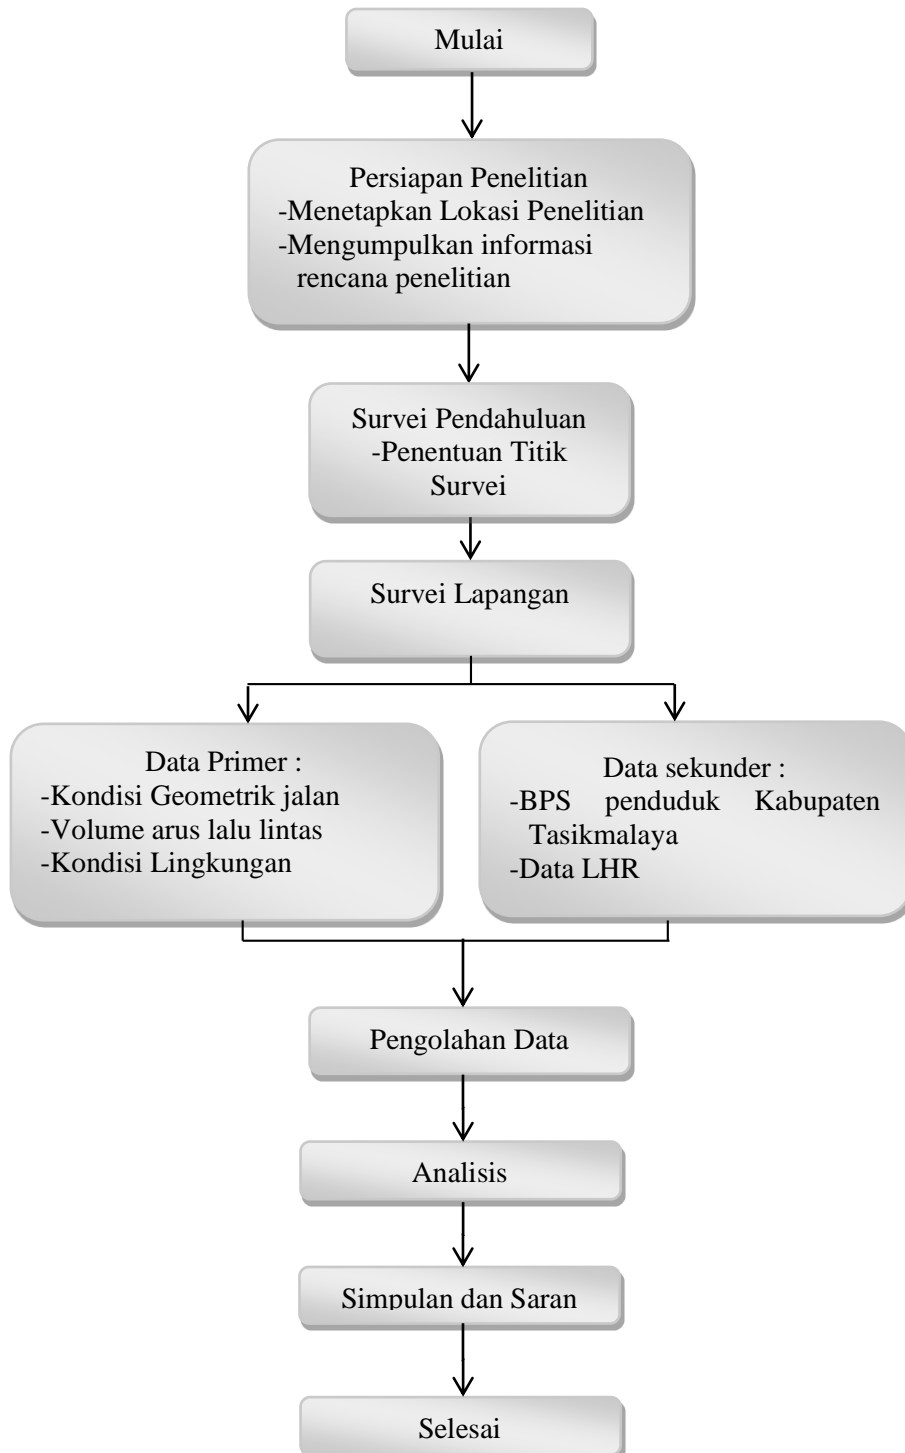 Mulai
Persiapan Penelitian
-Menetapkan Lokasi Penelitian
-Mengumpulkan informasi
rencana penelitian
Survei Pendahuluan
-Penentuan Titik
Survei
Survei Lapangan
Data Primer :
-Kondisi Geometrik jalan
-Volume arus lalu lintas
-Kondisi Lingkungan
Data sekunder :
-BPS penduduk Kabupaten
Tasikmalaya
-Data LHR
Pengolahan Data
Analisis
Simpulan dan Saran
Selesai